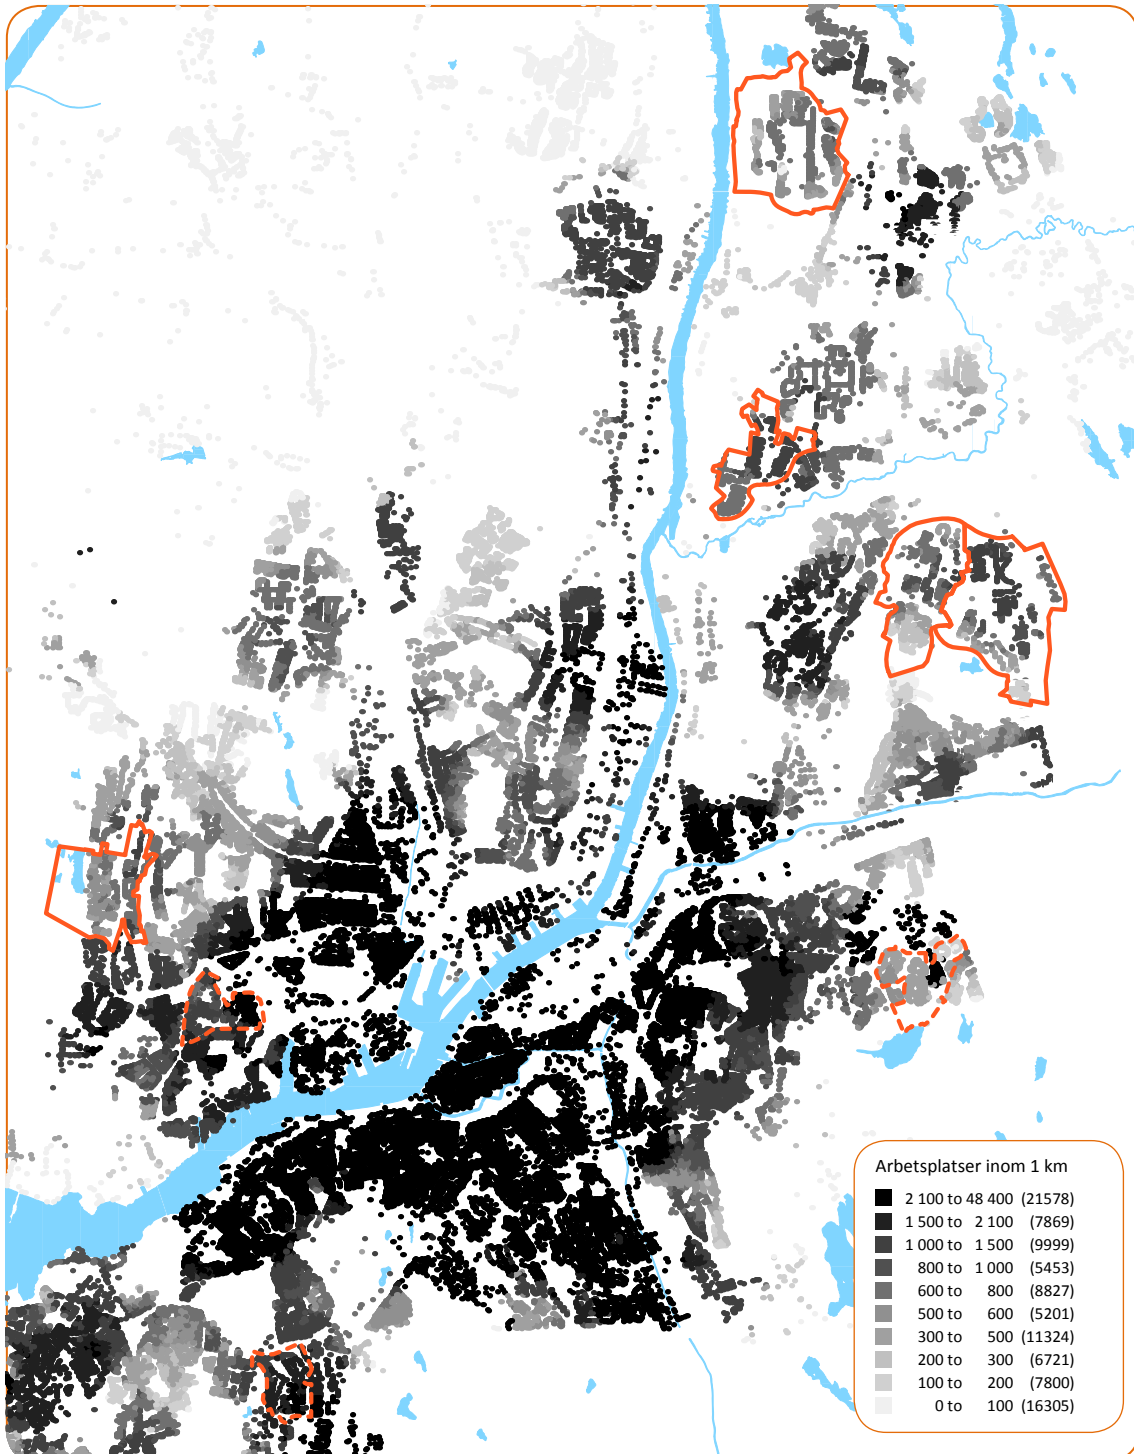 Arbetsplatser inom 1 km
2 100 to 48 400 (21578)
1 500 to 2 100 (7869)
1 000 to 1 500 (9999)
800 to 1 000 (5453)
600 to 800 (8827)
500 to 600 (5201)
300 to 500 (11324)
200 to 300 (6721)
100 to 200 (7800)
0 to 100 (16305)